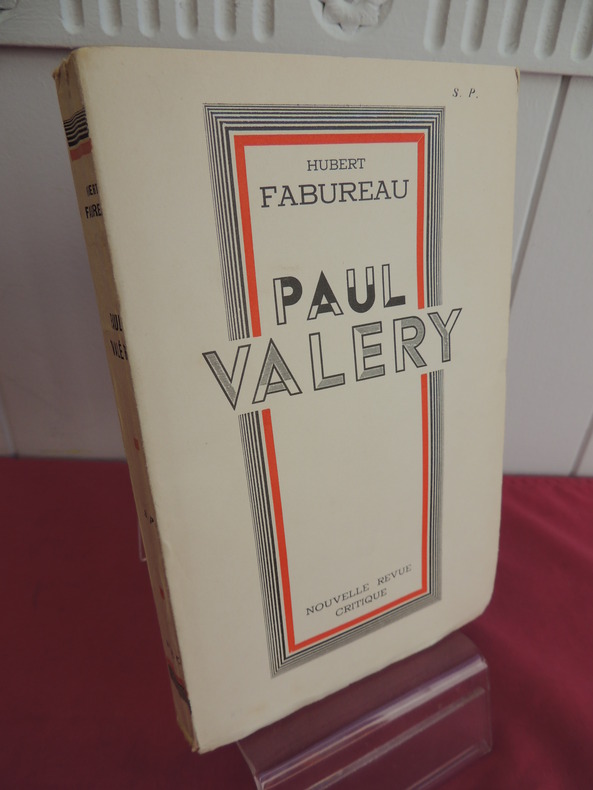 S. P.
HUBERT
FABUREAU
PAUL
VALERY
NOUVELLE REVUE
CRITIQUE